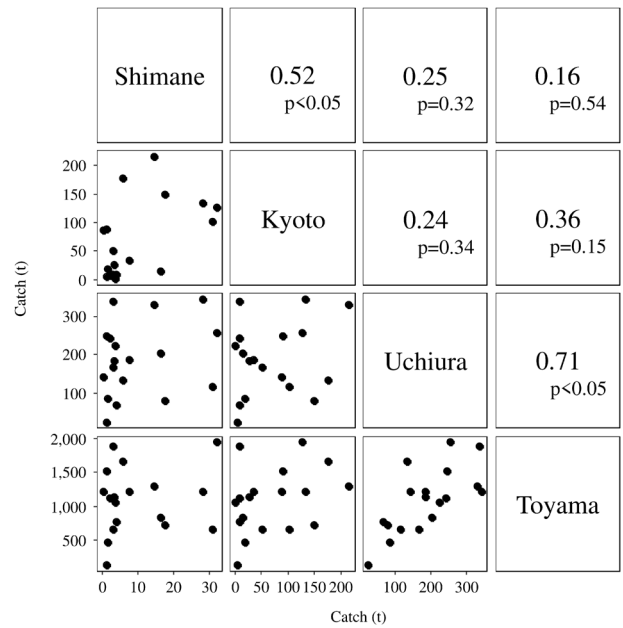 Shimane
0.52
p<0.05
0.25
p=0.32
0.16
p=0.54
200
150
100
50
0
Kyoto
0.24
p=0.34
0.36
p=0.15
Catch (t)
300
200
100
Uchiura
0.71
p<0.05
2,000
1,500
1,000
500
Toyama
0 10 20 30
0 50 100 150 200
100 200 300
Catch (t)